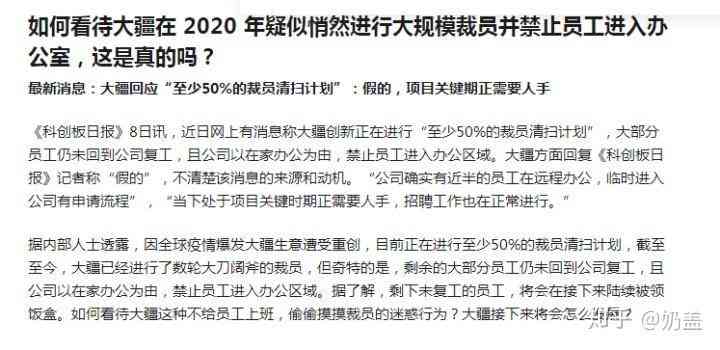 如何看待大疆在 2020 年疑似悄然进行大规模裁员并禁止员工进入办
公室，这是真的吗？
最新消息：大疆回应“至少50%的裁员清扫计划”：假的，项目关键期正需要人手
《科创板日报》8日讯，近日网上有消息称大疆创新正在进行“至少50%的裁员清扫计划”，大部分
员工仍未回到公司复工，且公司以在家办公为由，禁止员工进入办公区域。大疆方面回复《科创板日
报》记者称“假的”，不清楚该消息的来源和动机。“公司确实有近半的员工在远程办公，临时进入
公司有申请流程”，“当下处于项目关键时期正需要人手，招聘工作也在正常进行。”
据内部人士透露，因全球疫情爆发大疆生意遭受重创，目前正在进行至少50%的裁员清扫计划，截至
至今，大疆已经进行了数轮大刀阔斧的裁员，但奇特的是，剩余的大部分员工仍未回到公司复工，且
公司以在家办公为由，禁止员工进入办公区域。据了解，剩下未复工的员工，将会在接下来陆续被领
饭盒。如何看待大疆这种不给员工上班，偷偷摸摸裁员的迷惑行为？大疆接下来将会怎么发展？
知乎 @奶盖